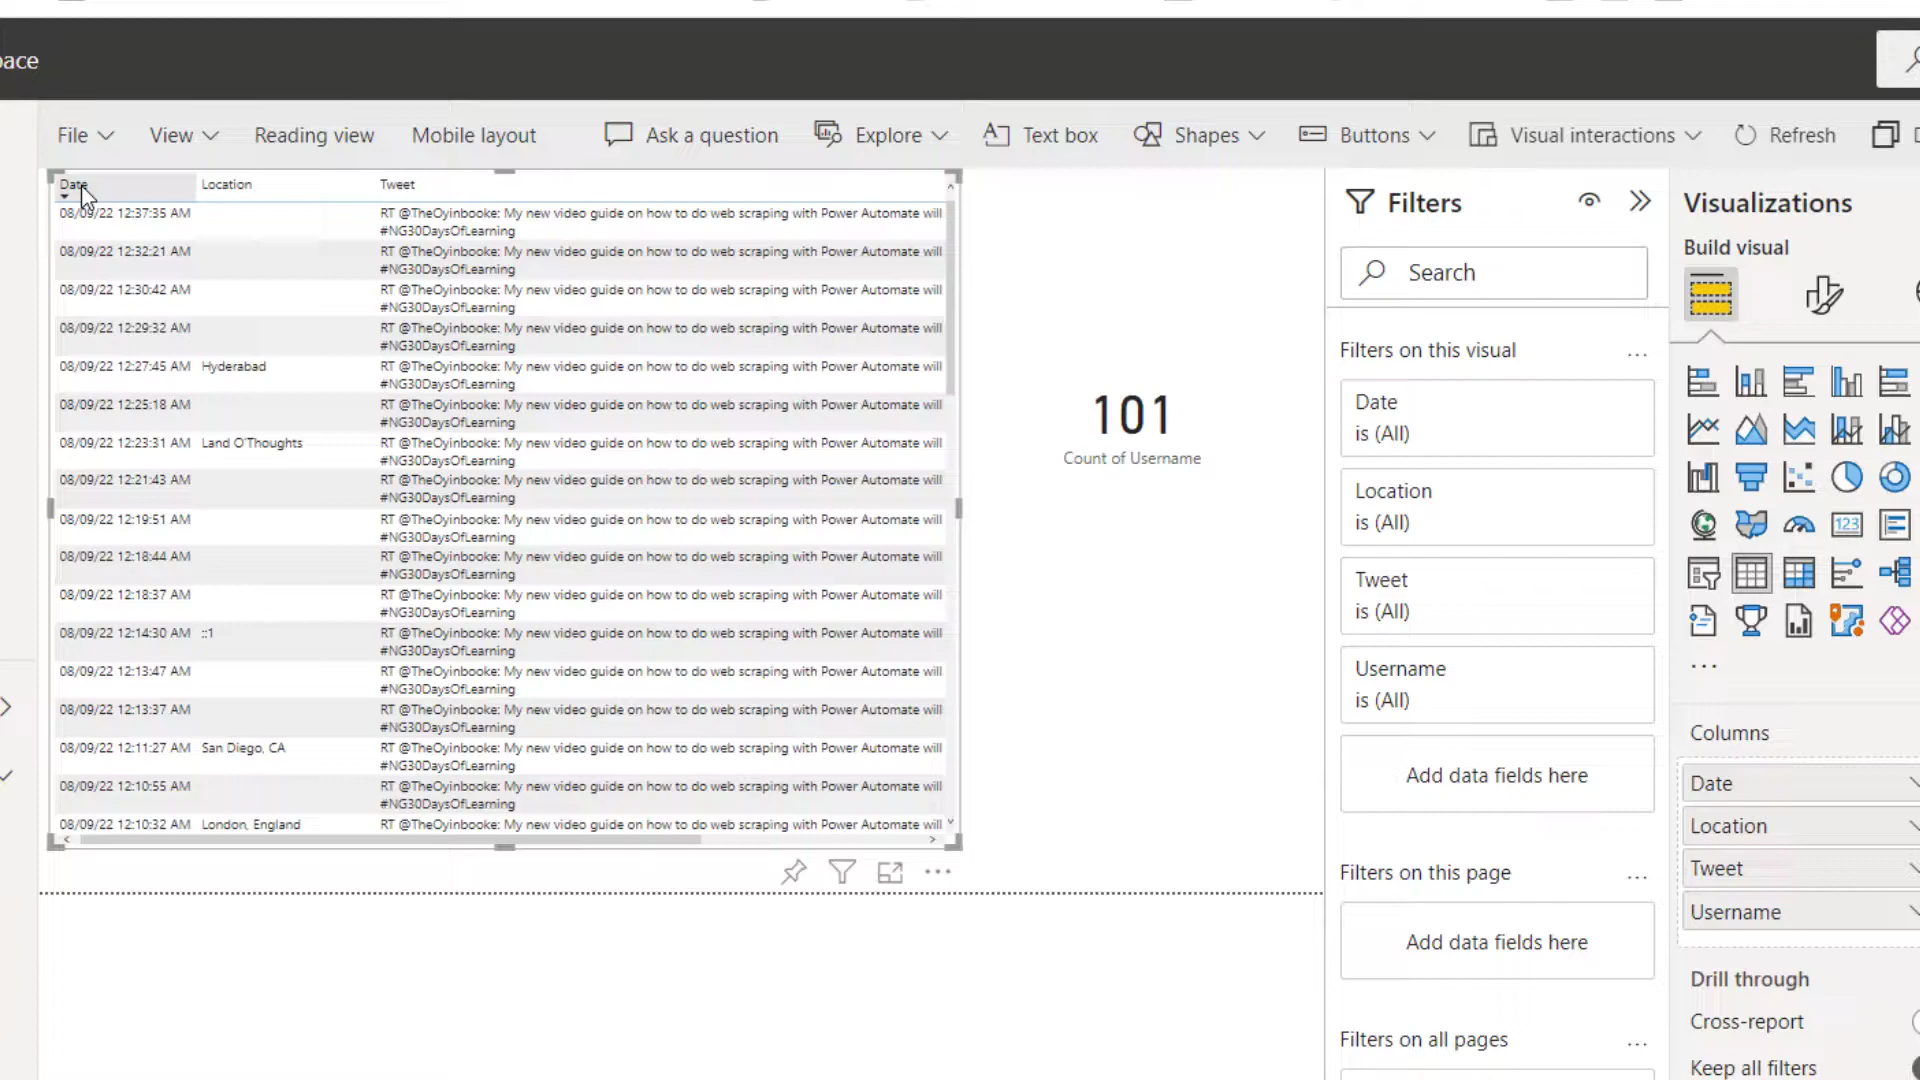 pace
File
View
Reading view
Mobile layout
Ask a question
Explore
Text box
Shapes
Buttons
Visual interactions
Refresh
Date Location Tweet
08/09/22 12:37:35 AM RT @TheOyinbooke: My new video guide on how to do web scraping with Power Automate will
#NG30DaysOfLearning
08/09/22 12:32:21 AM RT @TheOyinbooke: My new video guide on how to do web scraping with Power Automate will
#NG30DaysOfLearning
08/09/22 12:30:42 AM RT @TheOyinbooke: My new video guide on how to do web scraping with Power Automate will
#NG30DaysOfLearning
08/09/22 12:29:32 AM RT @TheOyinbooke: My new video guide on how to do web scraping with Power Automate will
#NG30DaysOfLearning
08/09/22 12:27:45 AM Hyderabad RT @TheOyinbooke: My new video guide on how to do web scraping with Power Automate will
#NG30DaysOfLearning
08/09/22 12:25:18 AM RT @TheOyinbooke: My new video guide on how to do web scraping with Power Automate will
#NG30DaysOfLearning
08/09/22 12:23:31 AM Land O'Thoughts RT @TheOyinbooke: My new video guide on how to do web scraping with Power Automate will
#NG30DaysOfLearning
08/09/22 12:21:43 AM RT @TheOyinbooke: My new video guide on how to do web scraping with Power Automate will
#NG30DaysOfLearning
08/09/22 12:19:51 AM RT @TheOyinbooke: My new video guide on how to do web scraping with Power Automate will
#NG30DaysOfLearning
08/09/22 12:18:44 AM RT @TheOyinbooke: My new video guide on how to do web scraping with Power Automate will
#NG30DaysOfLearning
08/09/22 12:18:37 AM RT @TheOyinbooke: My new video guide on how to do web scraping with Power Automate will
#NG30DaysOfLearning
08/09/22 12:14:30 AM ::1 RT @TheOyinbooke: My new video guide on how to do web scraping with Power Automate will
#NG30DaysOfLearning
08/09/22 12:13:47 AM RT @TheOyinbooke: My new video guide on how to do web scraping with Power Automate will
#NG30DaysOfLearning
08/09/22 12:13:37 AM RT @TheOyinbooke: My new video guide on how to do web scraping with Power Automate will
#NG30DaysOfLearning
08/09/22 12:11:27 AM San Diego, CA RT @TheOyinbooke: My new video guide on how to do web scraping with Power Automate will
#NG30DaysOfLearning
08/09/22 12:10:55 AM RT @TheOyinbooke: My new video guide on how to do web scraping with Power Automate will
#NG30DaysOfLearning
08/09/22 12:10:32 AM London, England RT @TheOyinbooke: My new video guide on how to do web scraping with Power Automate will
101
Count of Username
Filters
Search
Filters on this visual
Date
is (All)
Location
is (All)
Tweet
is (All)
Username
is (All)
Add data fields here
Filters on this page
Add data fields here
Filters on all pages
Visualizations
Build visual
123
Columns
Date
Location
Tweet
Username
Drill through
Cross-report
Keep all filters